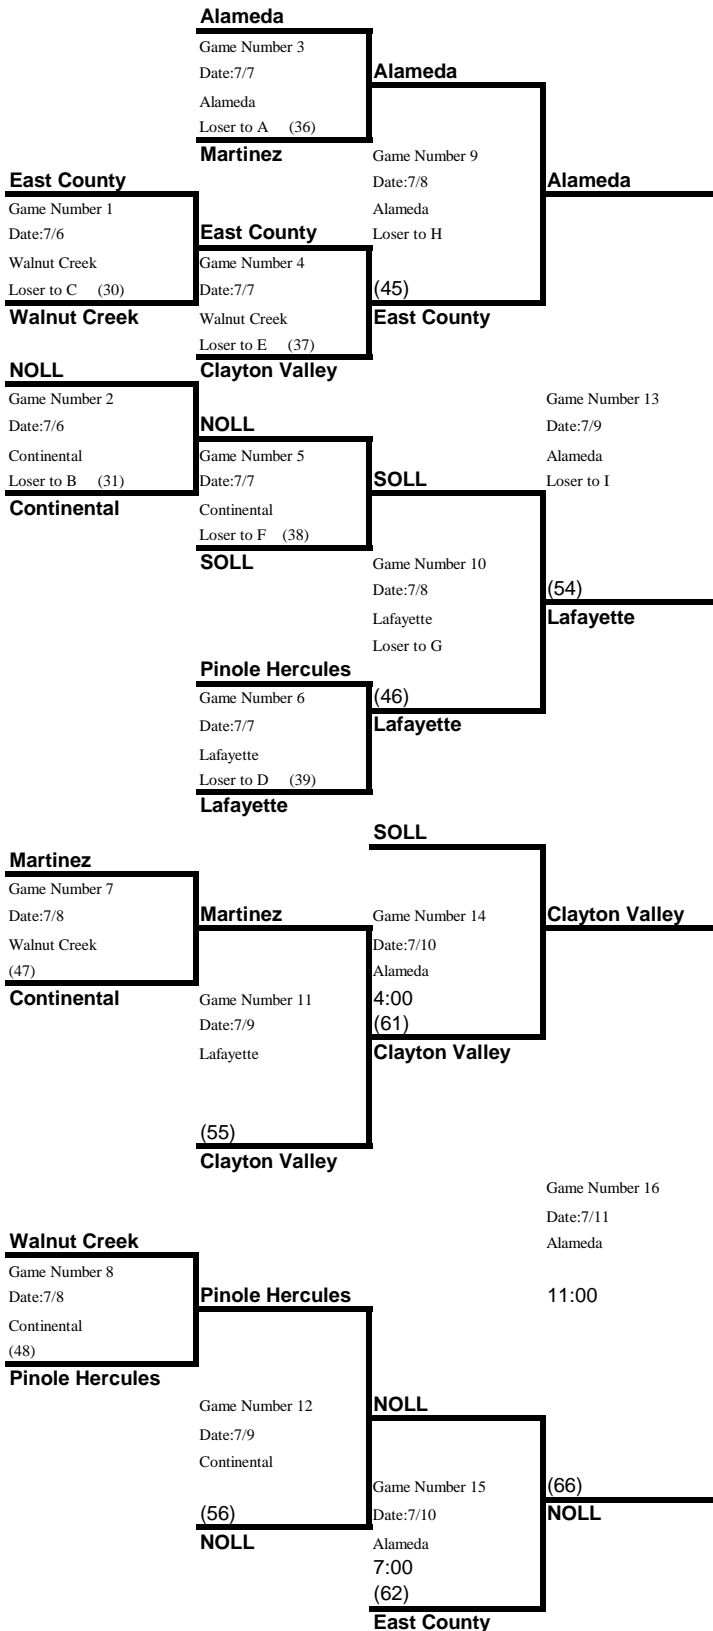 Alameda
Game Number 3
Date:7/7
Alameda
Alameda
Loser to A (36)
Martinez
Game Number 9
East County
Date:7/8
Alameda
Game Number 1
Alameda
Date:7/6
East County
Loser to H
Walnut Creek
Game Number 4
Loser to C (30)
Date:7/7
(45)
Walnut Creek
Walnut Creek
East County
Loser to E (37)
NOLL
Clayton Valley
Game Number 2
Game Number 13
Date:7/6
NOLL
Date:7/9
Continental
Game Number 5
Alameda
Loser to B (31)
Date:7/7
SOLL
Loser to I
Continental
Continental
Loser to F (38)
SOLL
Game Number 10
Date:7/8
(54)
Lafayette
Lafayette
Loser to G
Pinole Hercules
Game Number 6
(46)
Date:7/7
Lafayette
Lafayette
Loser to D (39)
Lafayette
SOLL
Martinez
Game Number 7
Date:7/8
Martinez
Game Number 14
Clayton Valley
Walnut Creek
Date:7/10
(47)
Alameda
Continental
Game Number 11
4:00
Date:7/9
(61)
Lafayette
Clayton Valley
(55)
Clayton Valley
Game Number 16
Date:7/11
Walnut Creek
Alameda
Game Number 8
Date:7/8
Pinole Hercules
11:00
Continental
(48)
Pinole Hercules
Game Number 12
NOLL
Date:7/9
Continental
Game Number 15
(66)
(56)
Date:7/10
NOLL
NOLL
Alameda
7:00
(62)
East County